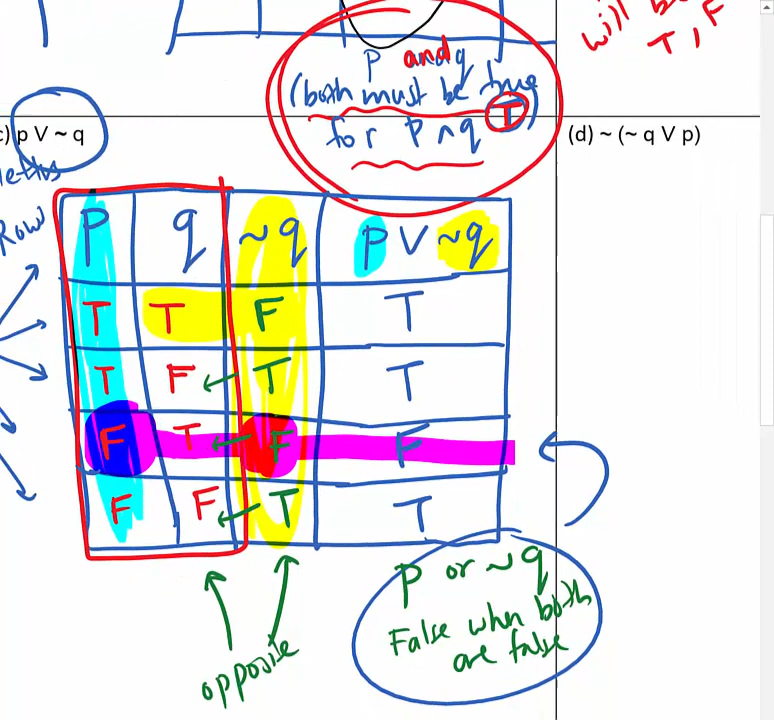 will be
T, F
p and q
(both must be true)
for p ∧ q T
c) p V ~ q
(d) ~ (~ q V p)
Row
p q ~q p V ~q
T T F T
T F T T
F T F F
F F T T
p or ~q
False when both
are false
opposite